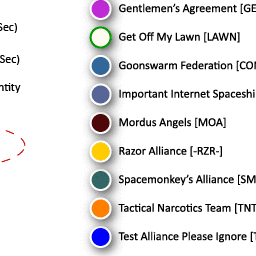 Sec)
Sec)
ntity
Gentlemen's Agreement [GE
Get Off My Lawn [LAWN]
Goonswarm Federation [CON
Important Internet Spaceshi
Mordus Angels [MOA]
Razor Alliance [-RZR-]
Spacemonkey's Alliance [SM
Tactical Narcotics Team [TNT
Test Alliance Please Ignore [T